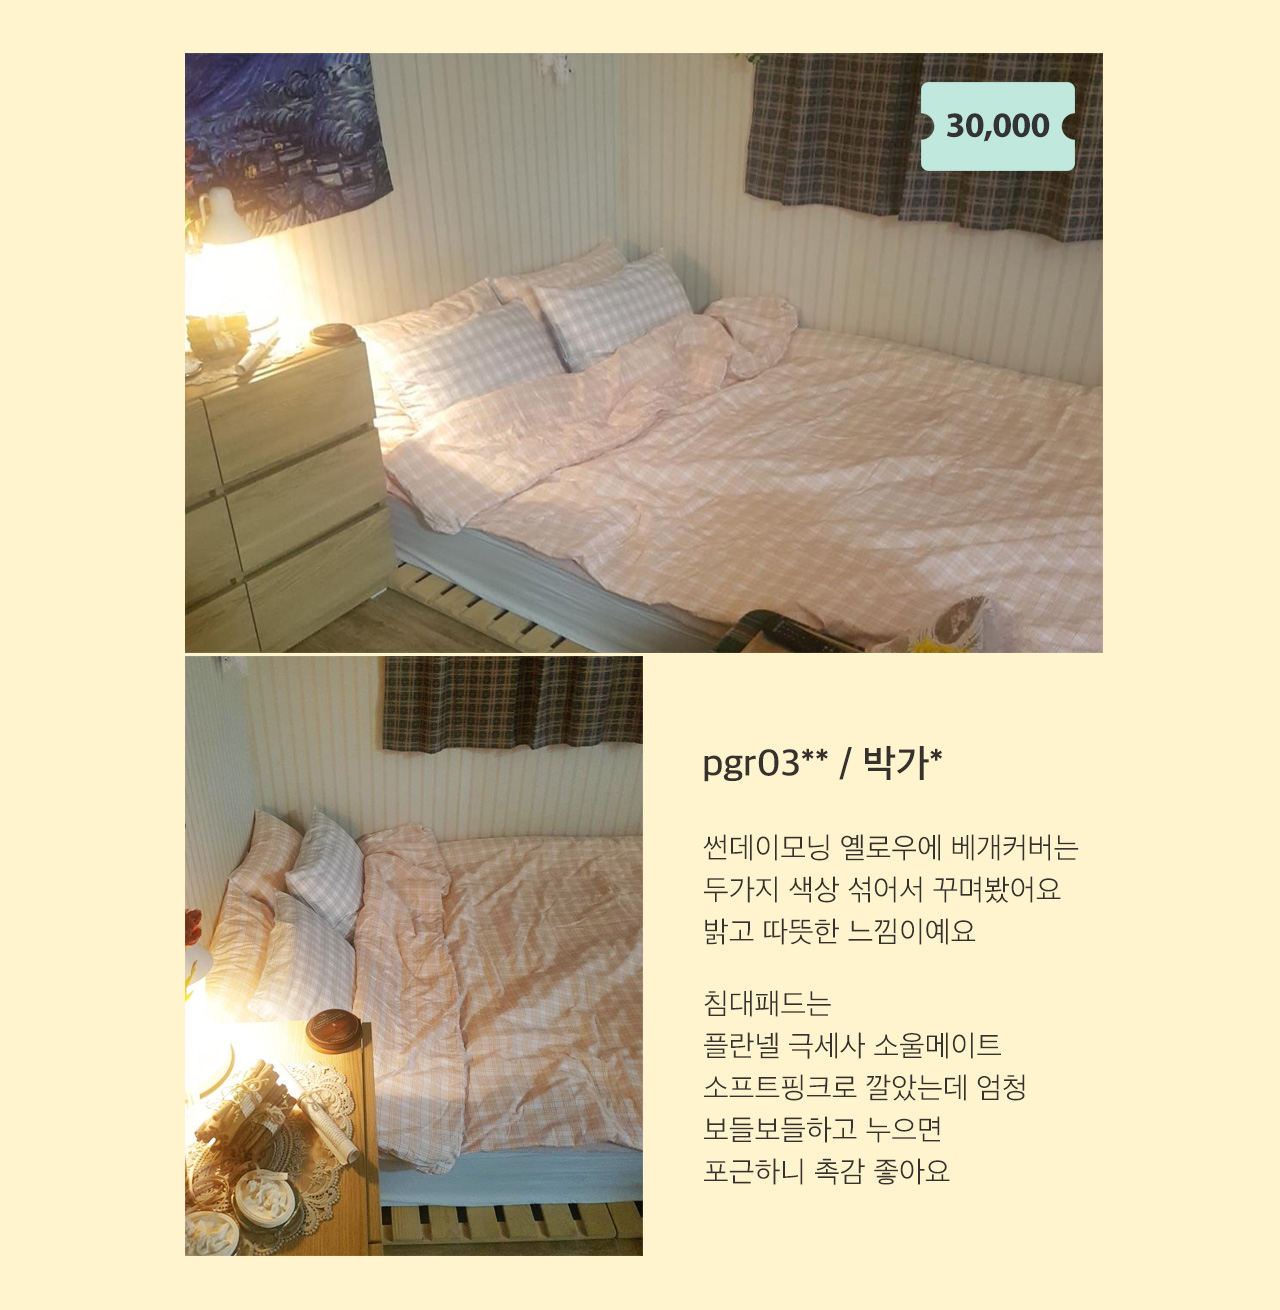 30,000
pgr03** / 박가*
썬데이모닝 옐로우에 베개커버는
두가지 색상 섞어서 꾸며봤어요
밝고 따뜻한 느낌이예요
침대패드는
플란넬 극세사 소울메이트
소프트핑크로 깔았는데 엄청
보들보들하고 누으면
포근하니 촉감 좋아요